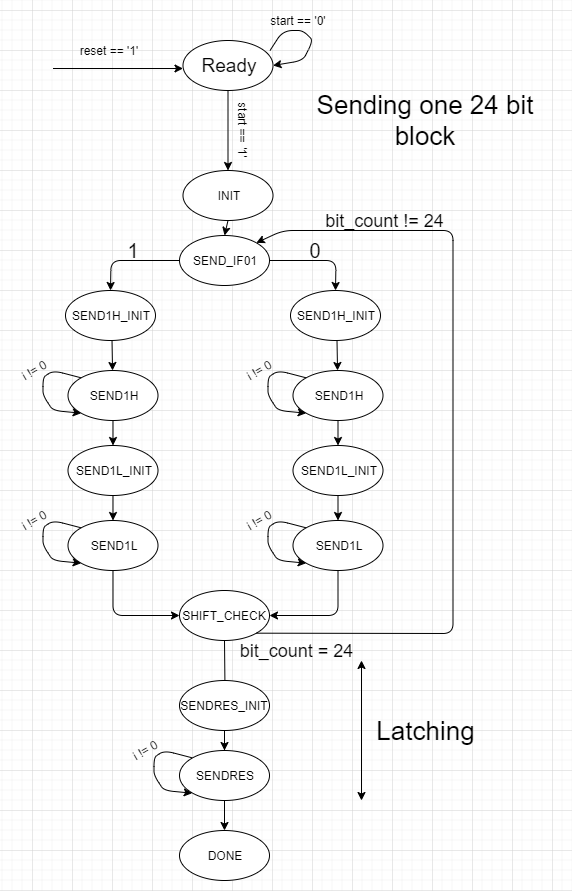 start == '0'
reset == '1'
Ready
Sending one 24 bit
block
start == '1'
INIT
bit_count != 24
SEND_IF01
1
0
SEND1H_INIT
SEND1H_INIT
i != 0
SEND1H
i != 0
SEND1H
SEND1L_INIT
SEND1L_INIT
i != 0
SEND1L
i != 0
SEND1L
SHIFT_CHECK
bit_count = 24
SENDRES_INIT
Latching
i != 0
SENDRES
DONE